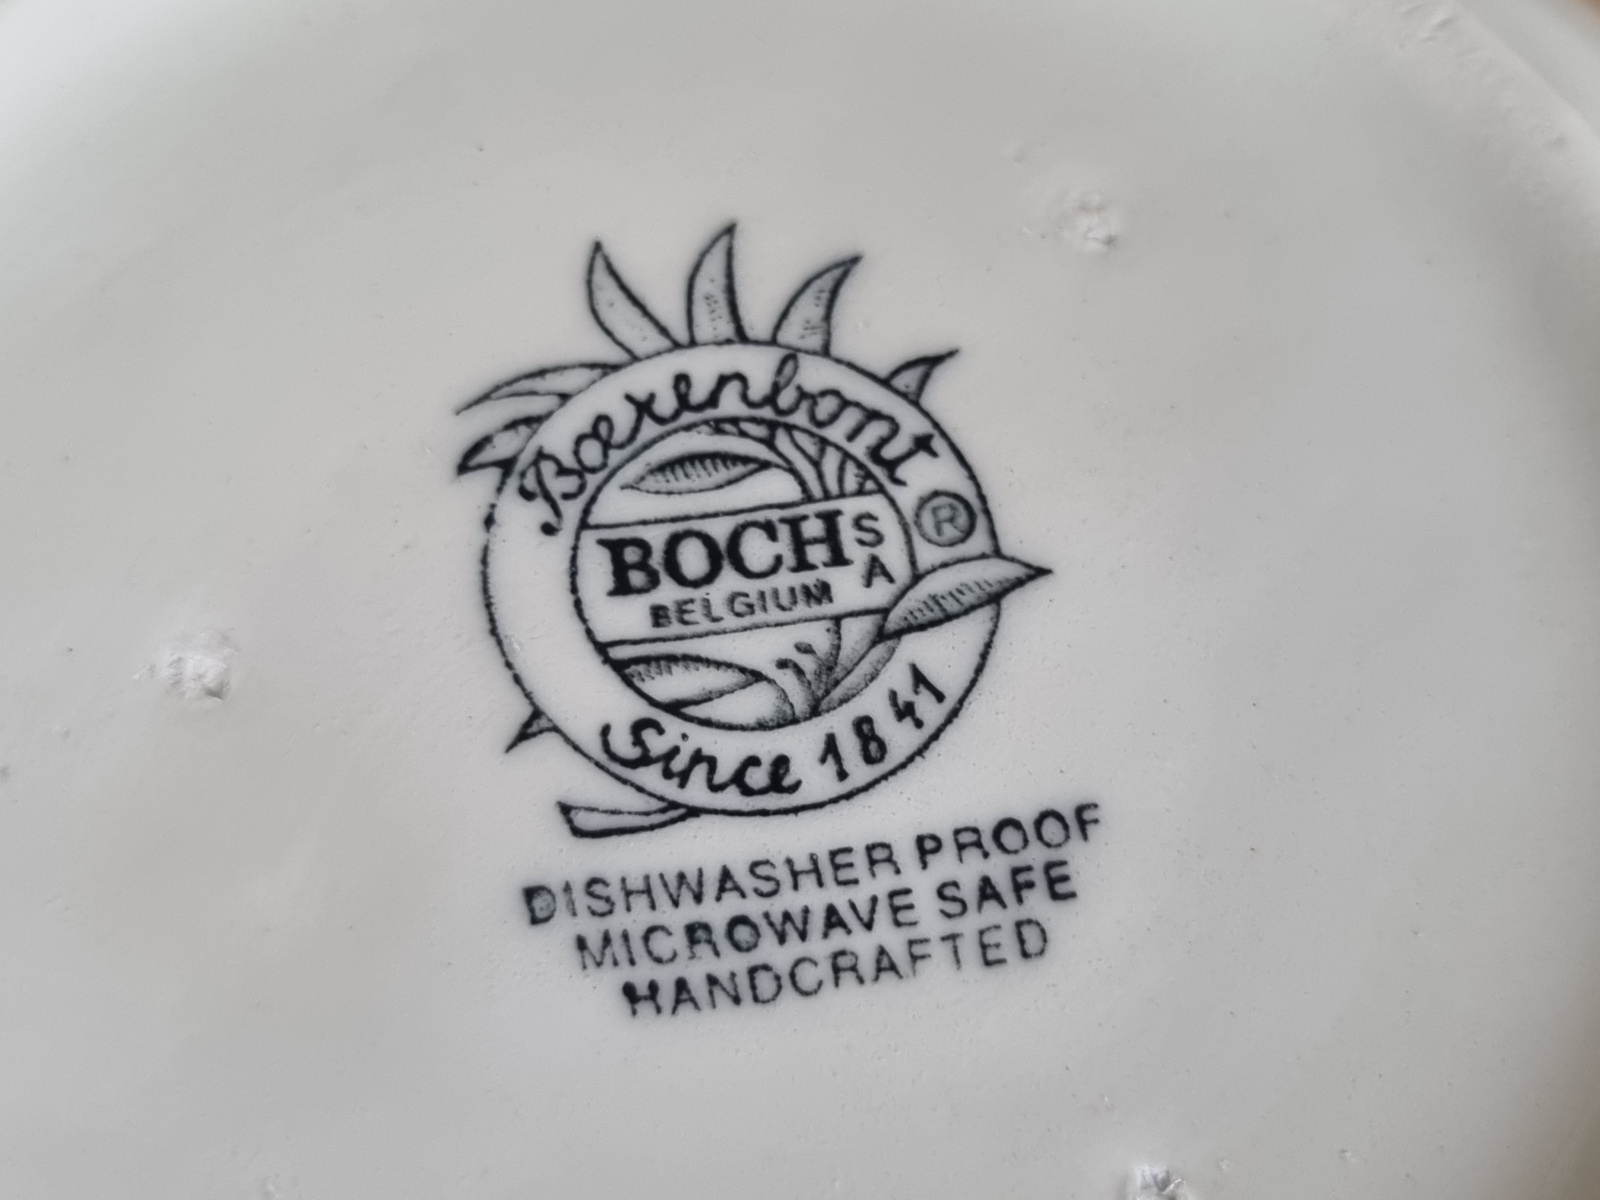 Boerenbont ®
BOCH SA
BELGIUM
Since 1841
DISHWASHER PROOF
MICROWAVE SAFE
HANDCRAFTED